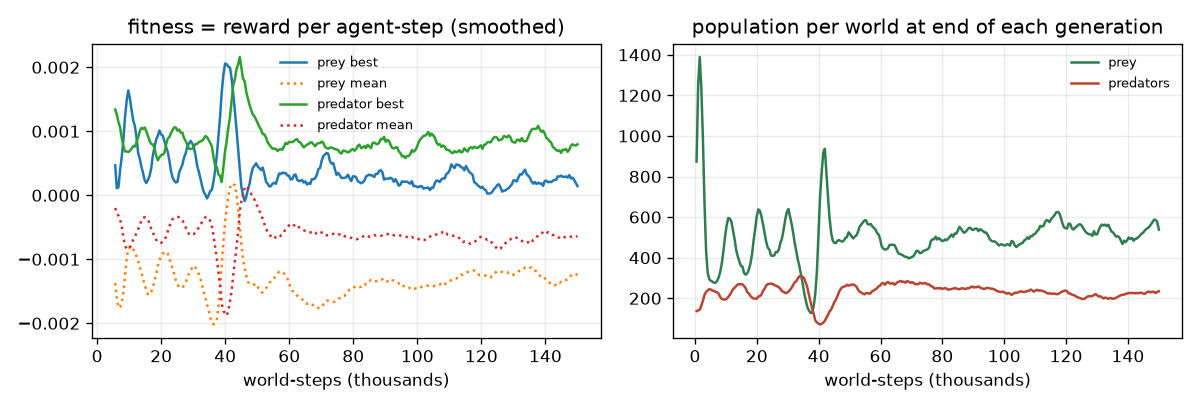 fitness = reward per agent-step (smoothed)
0.002
0.001
0.000
−0.001
−0.002
prey best
prey mean
predator best
predator mean
0 20 40 60 80 100 120 140
world-steps (thousands)
population per world at end of each generation
1400
1200
1000
800
600
400
200
prey
predators
0 20 40 60 80 100 120 140
world-steps (thousands)